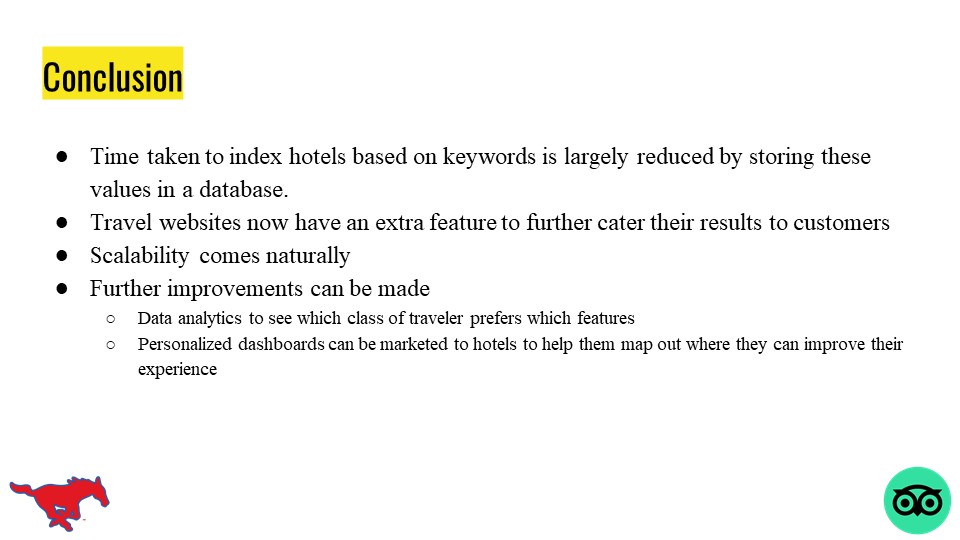 Conclusion
● Time taken to index hotels based on keywords is largely reduced by storing these
values in a database.
● Travel websites now have an extra feature to further cater their results to customers
● Scalability comes naturally
● Further improvements can be made
○ Data analytics to see which class of traveler prefers which features
○ Personalized dashboards can be marketed to hotels to help them map out where they can improve their
experience